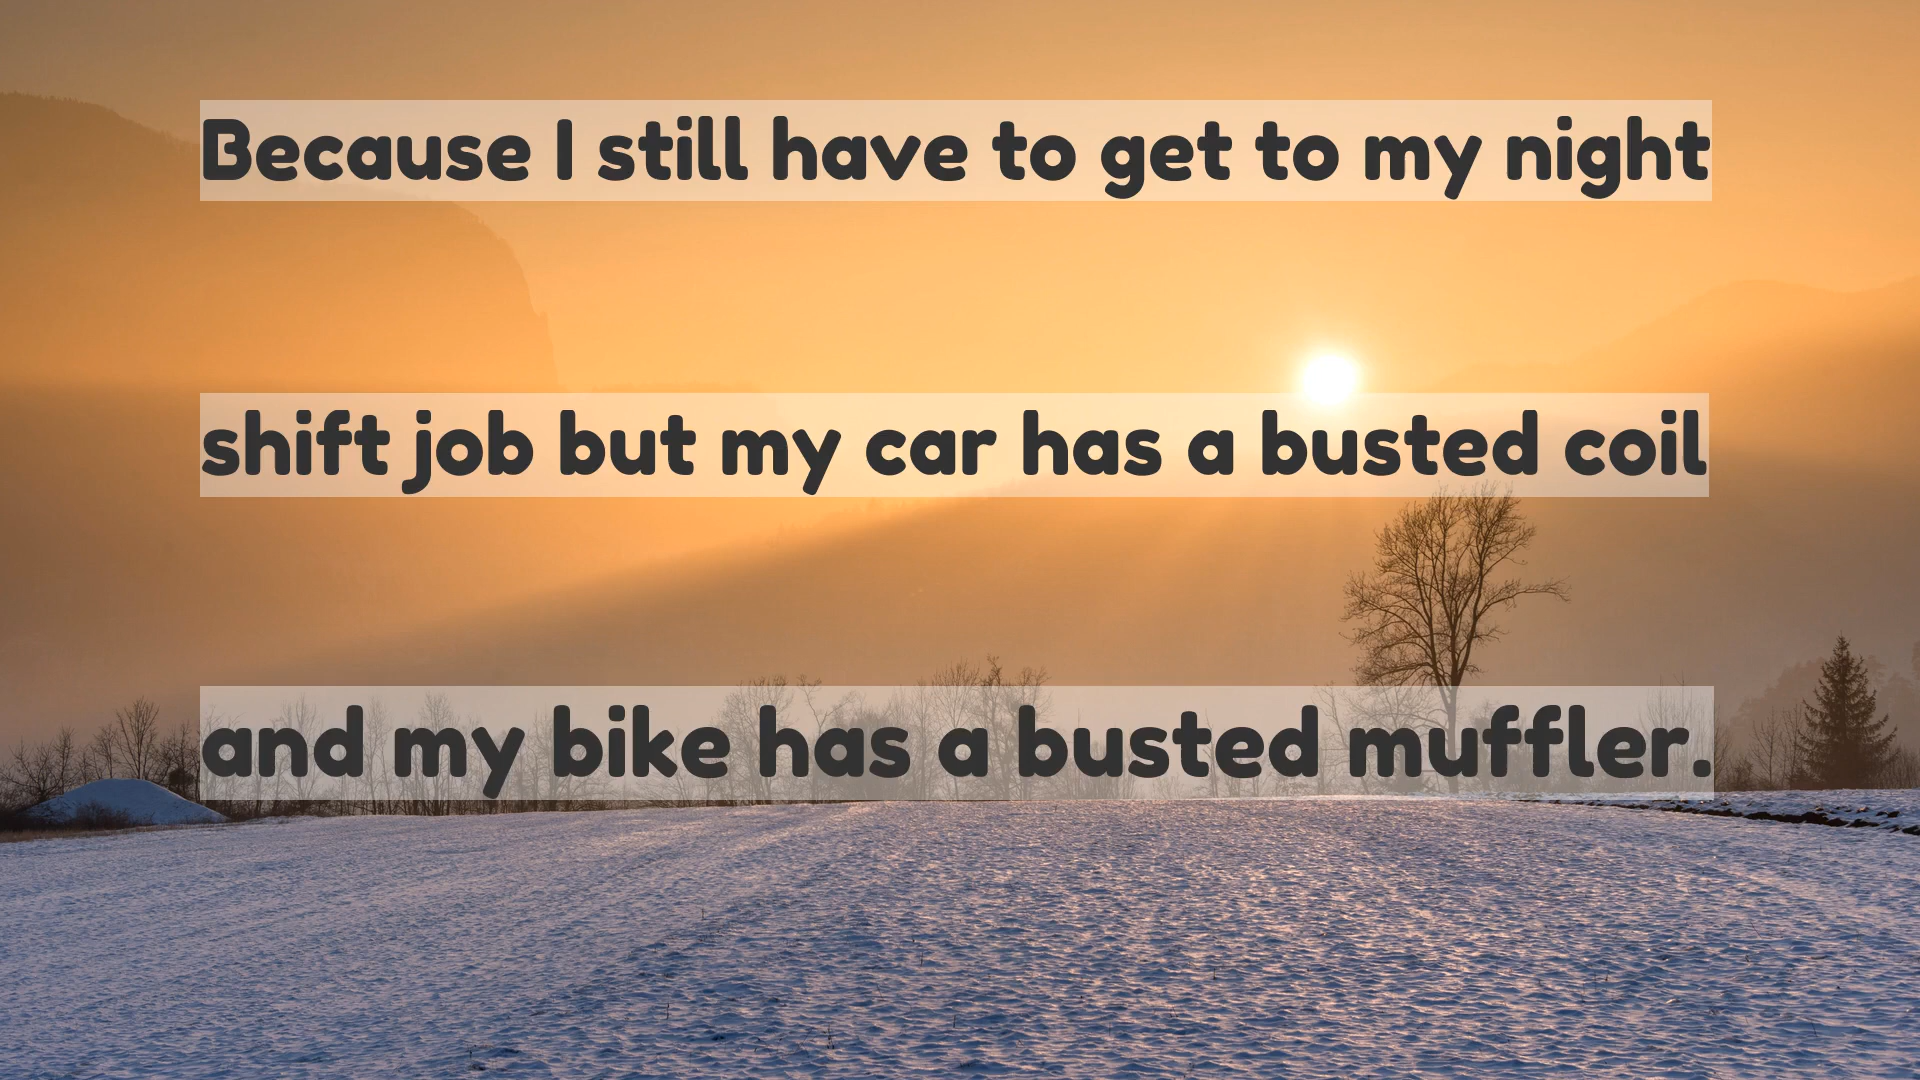 Because I still have to get to my night
shift job but my car has a busted coil
and my bike has a busted muffler.